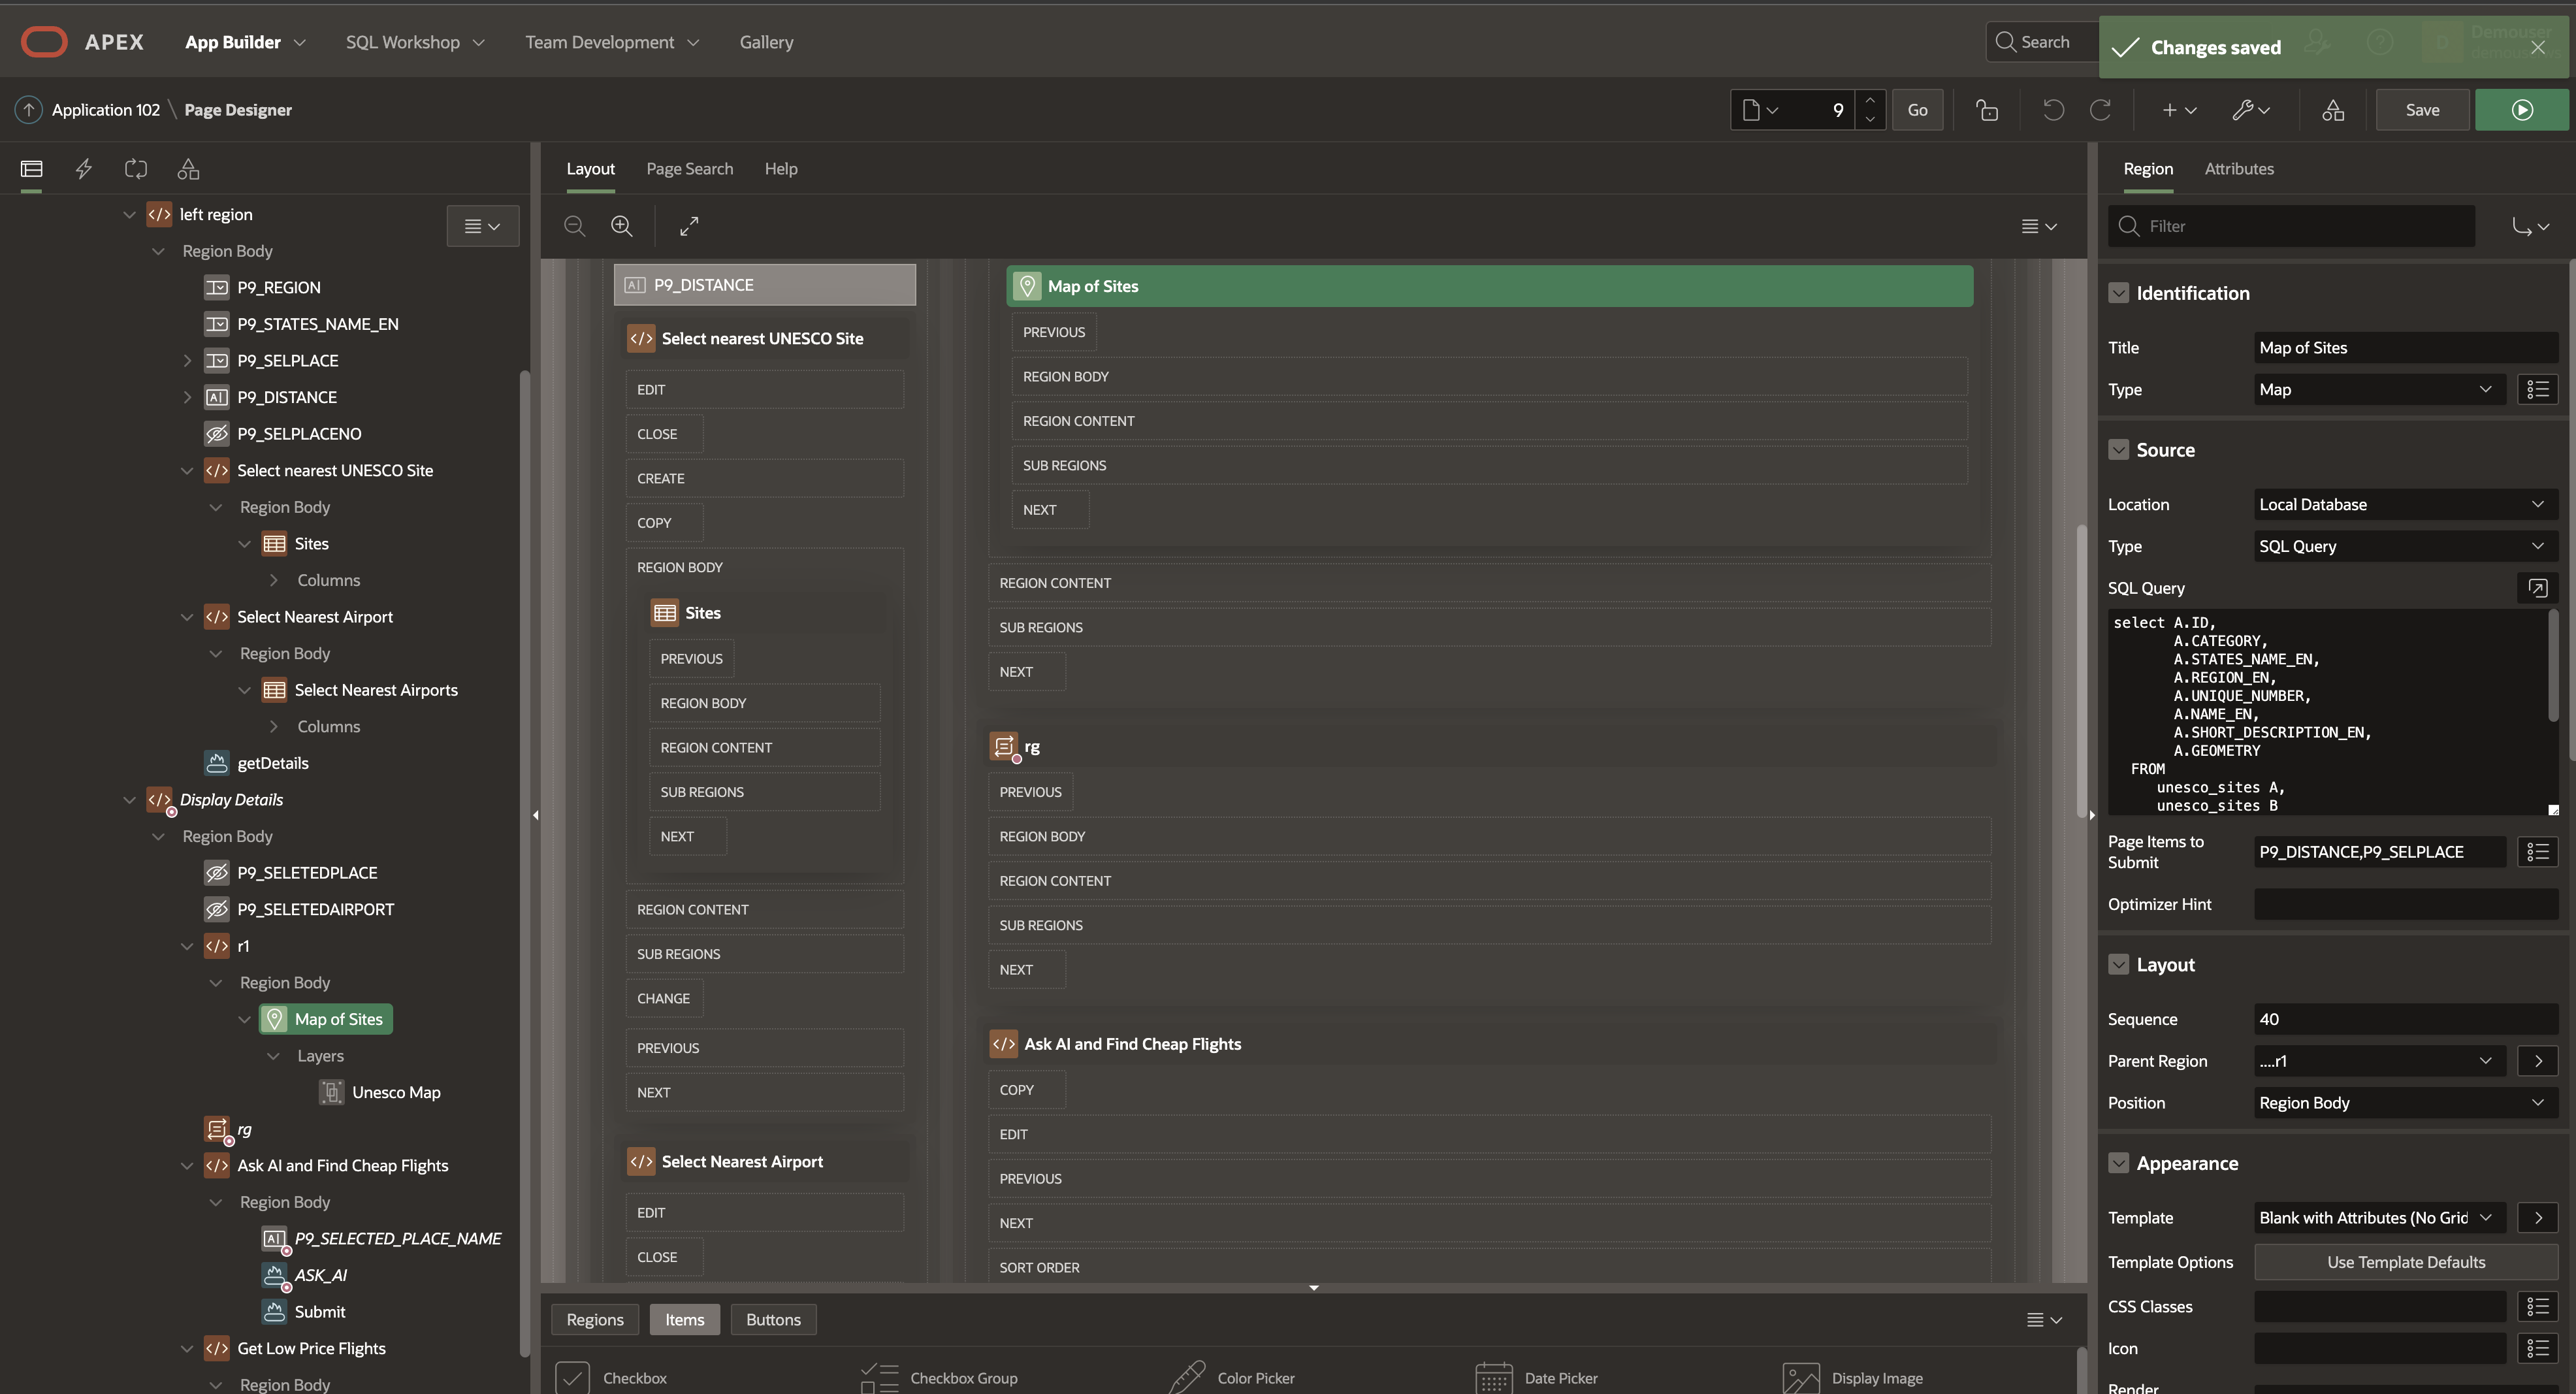 APEX
App Builder
SQL Workshop
Team Development
Gallery
Search
Changes saved
Application 102 \ Page Designer
9
Go
Save
left region
Region Body
P9_REGION
P9_STATES_NAME_EN
P9_SELPLACE
P9_DISTANCE
P9_SELPLACENO
Select nearest UNESCO Site
Region Body
Sites
Columns
Select Nearest Airport
Region Body
Select Nearest Airports
Columns
getDetails
Display Details
Region Body
P9_SELETEDPLACE
P9_SELETEDAIRPORT
r1
Region Body
Map of Sites
Layers
Unesco Map
rg
Ask AI and Find Cheap Flights
Region Body
P9_SELECTED_PLACE_NAME
ASK_AI
Submit
Get Low Price Flights
Region Body
Layout
Page Search
Help
P9_DISTANCE
Select nearest UNESCO Site
EDIT
CLOSE
CREATE
COPY
REGION BODY
Sites
PREVIOUS
REGION BODY
REGION CONTENT
SUB REGIONS
NEXT
REGION CONTENT
SUB REGIONS
CHANGE
PREVIOUS
NEXT
Select Nearest Airport
EDIT
CLOSE
Map of Sites
PREVIOUS
REGION BODY
REGION CONTENT
SUB REGIONS
NEXT
REGION CONTENT
SUB REGIONS
NEXT
rg
PREVIOUS
REGION BODY
REGION CONTENT
SUB REGIONS
NEXT
Ask AI and Find Cheap Flights
COPY
EDIT
PREVIOUS
NEXT
SORT ORDER
Regions
Items
Buttons
Checkbox
Checkbox Group
Color Picker
Date Picker
Display Image
Region
Attributes
Filter
Identification
Title
Map of Sites
Type
Map
Source
Location
Local Database
Type
SQL Query
SQL Query
select A.ID,
A.CATEGORY,
A.STATES_NAME_EN,
A.REGION_EN,
A.UNIQUE_NUMBER,
A.NAME_EN,
A.SHORT_DESCRIPTION_EN,
A.GEOMETRY
FROM
unesco_sites A,
unesco_sites B
Page Items to
Submit
P9_DISTANCE,P9_SELPLACE
Optimizer Hint
Layout
Sequence
40
Parent Region
....r1
Position
Region Body
Appearance
Template
Blank with Attributes (No Grid
Template Options
Use Template Defaults
CSS Classes
Icon
Render